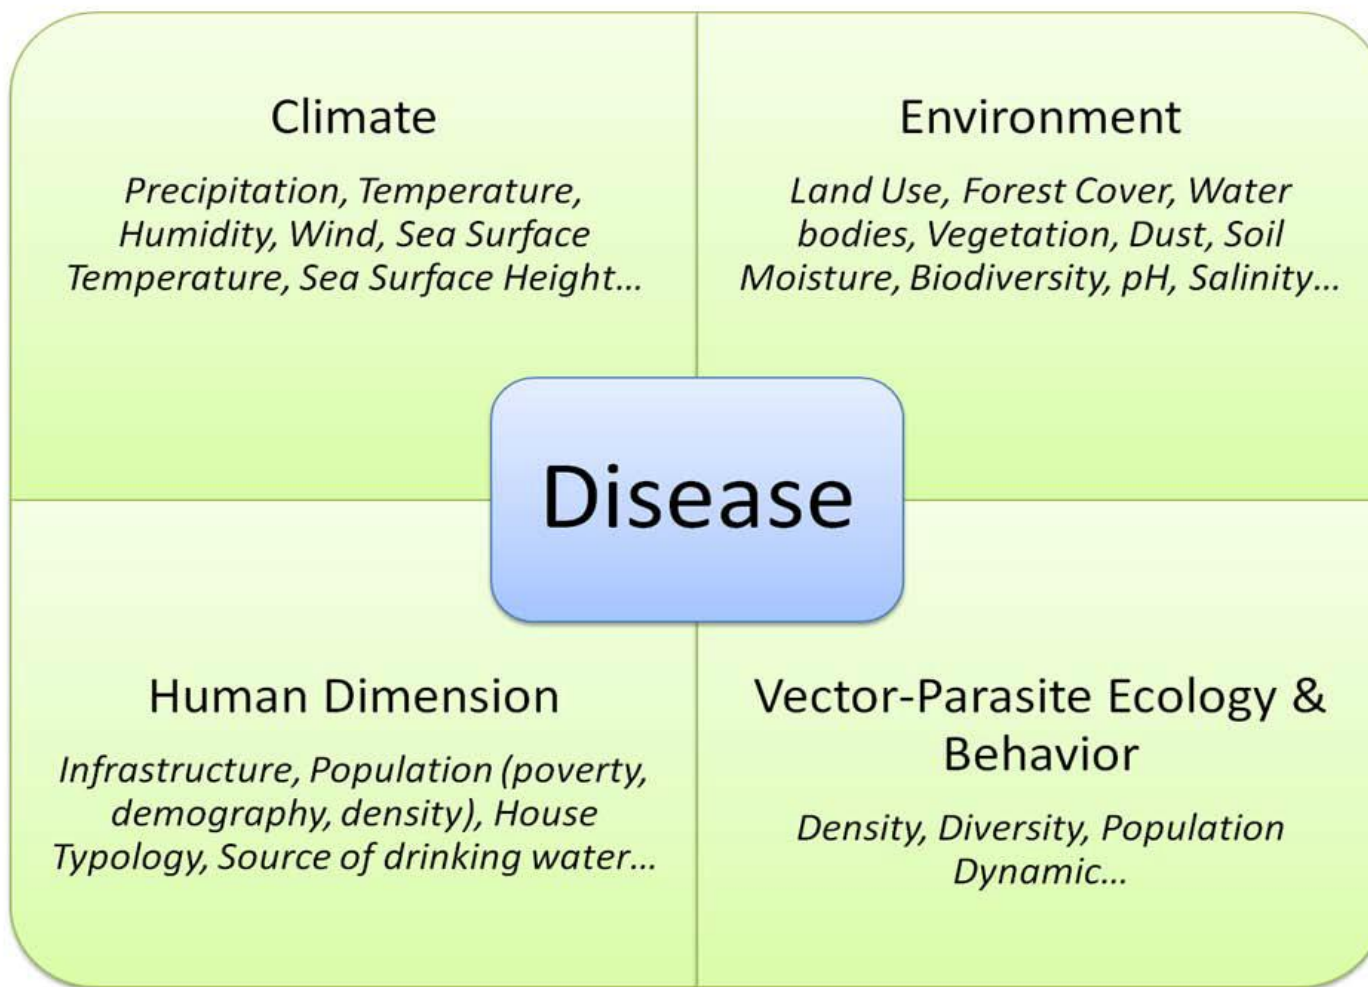 Climate
Precipitation, Temperature,
Humidity, Wind, Sea Surface
Temperature, Sea Surface Height...
Environment
Land Use, Forest Cover, Water
bodies, Vegetation, Dust, Soil
Moisture, Biodiversity, pH, Salinity...
Disease
Human Dimension
Infrastructure, Population (poverty,
demography, density), House
Typology, Source of drinking water...
Vector-Parasite Ecology &
Behavior
Density, Diversity, Population
Dynamic...